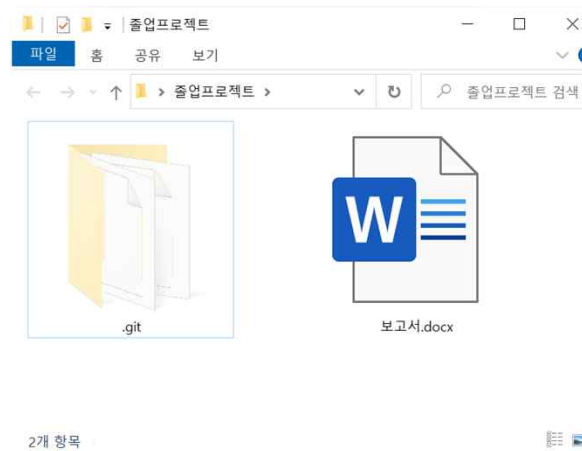 졸업프로젝트
파일 홈 공유 보기
졸업프로젝트 졸업프로젝트 검색
W
.git 보고서.docx
2개 항목